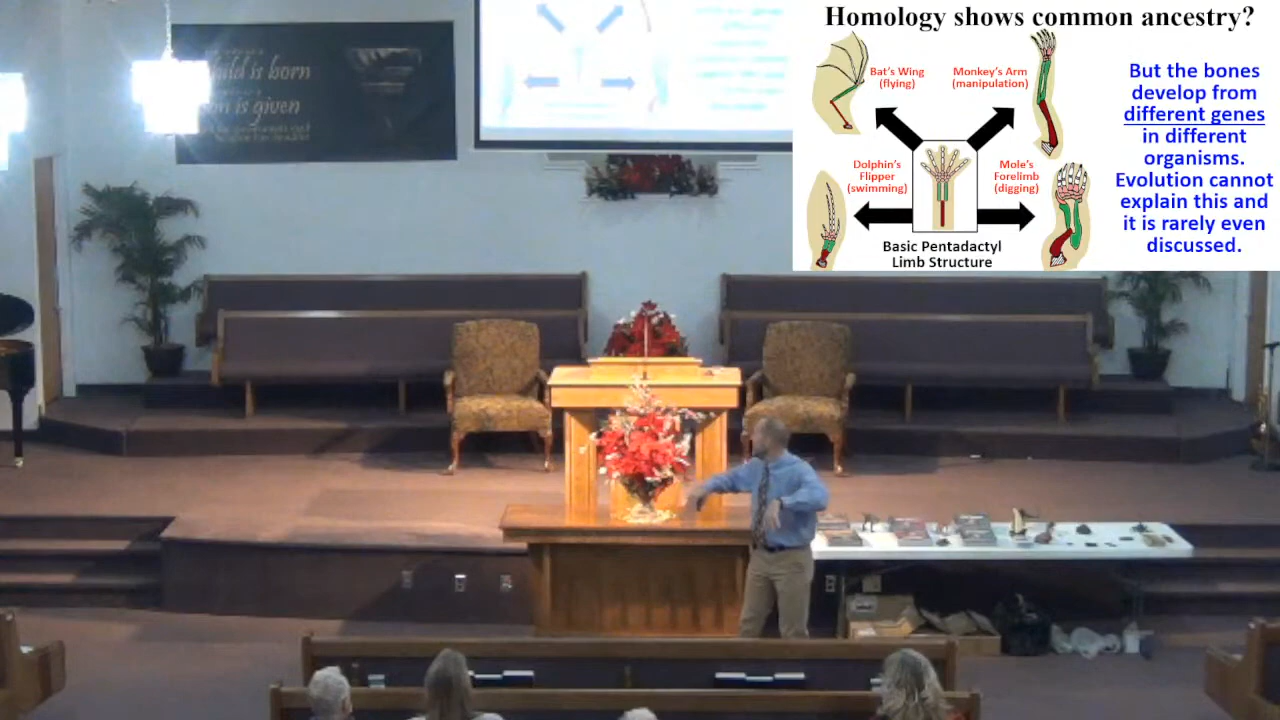 Homology shows common ancestry?
Bat's Wing
(flying)
Monkey's Arm
(manipulation)
Dolphin's
Flipper
(swimming)
Mole's
Forelimb
(digging)
Basic Pentadactyl
Limb Structure
But the bones
develop from
different genes
in different
organisms.
Evolution cannot
explain this and
it is rarely even
discussed.
is born
is given